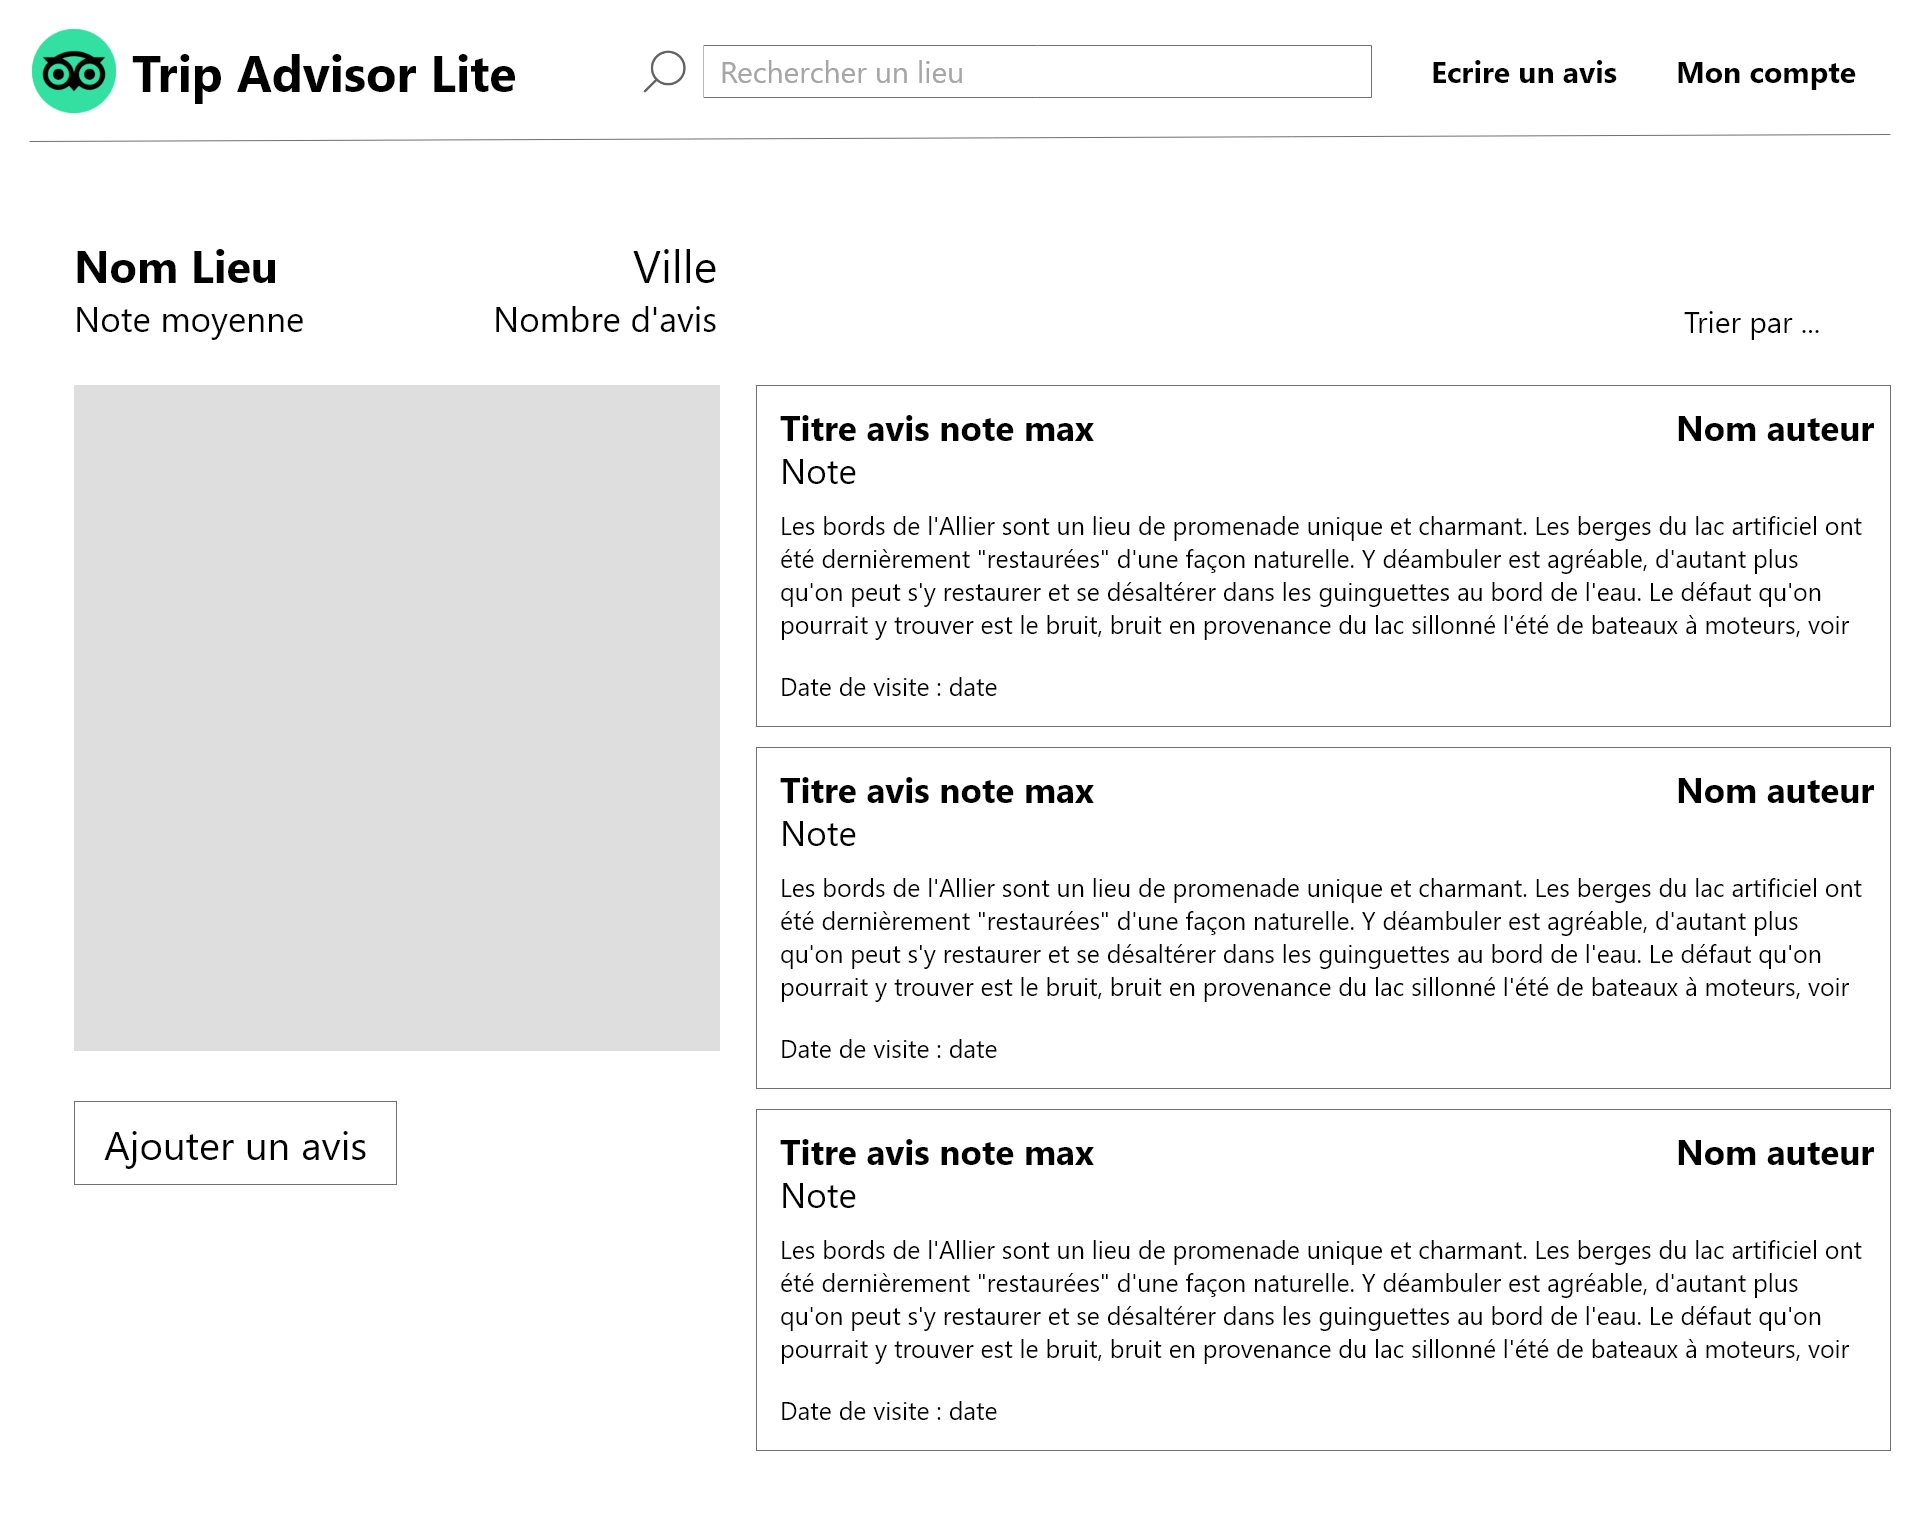 Trip Advisor Lite
Rechercher un lieu
Ecrire un avis
Mon compte
Nom Lieu
Ville
Note moyenne
Nombre d'avis
Trier par ...
Titre avis note max
Nom auteur
Note
Les bords de l'Allier sont un lieu de promenade unique et charmant. Les berges du lac artificiel ont
été dernièrement "restaurées" d'une façon naturelle. Y déambuler est agréable, d'autant plus
qu'on peut s'y restaurer et se désaltérer dans les guinguettes au bord de l'eau. Le défaut qu'on
pourrait y trouver est le bruit, bruit en provenance du lac sillonné l'été de bateaux à moteurs, voir
Date de visite : date
Titre avis note max
Nom auteur
Note
Les bords de l'Allier sont un lieu de promenade unique et charmant. Les berges du lac artificiel ont
été dernièrement "restaurées" d'une façon naturelle. Y déambuler est agréable, d'autant plus
qu'on peut s'y restaurer et se désaltérer dans les guinguettes au bord de l'eau. Le défaut qu'on
pourrait y trouver est le bruit, bruit en provenance du lac sillonné l'été de bateaux à moteurs, voir
Date de visite : date
Ajouter un avis
Titre avis note max
Nom auteur
Note
Les bords de l'Allier sont un lieu de promenade unique et charmant. Les berges du lac artificiel ont
été dernièrement "restaurées" d'une façon naturelle. Y déambuler est agréable, d'autant plus
qu'on peut s'y restaurer et se désaltérer dans les guinguettes au bord de l'eau. Le défaut qu'on
pourrait y trouver est le bruit, bruit en provenance du lac sillonné l'été de bateaux à moteurs, voir
Date de visite : date